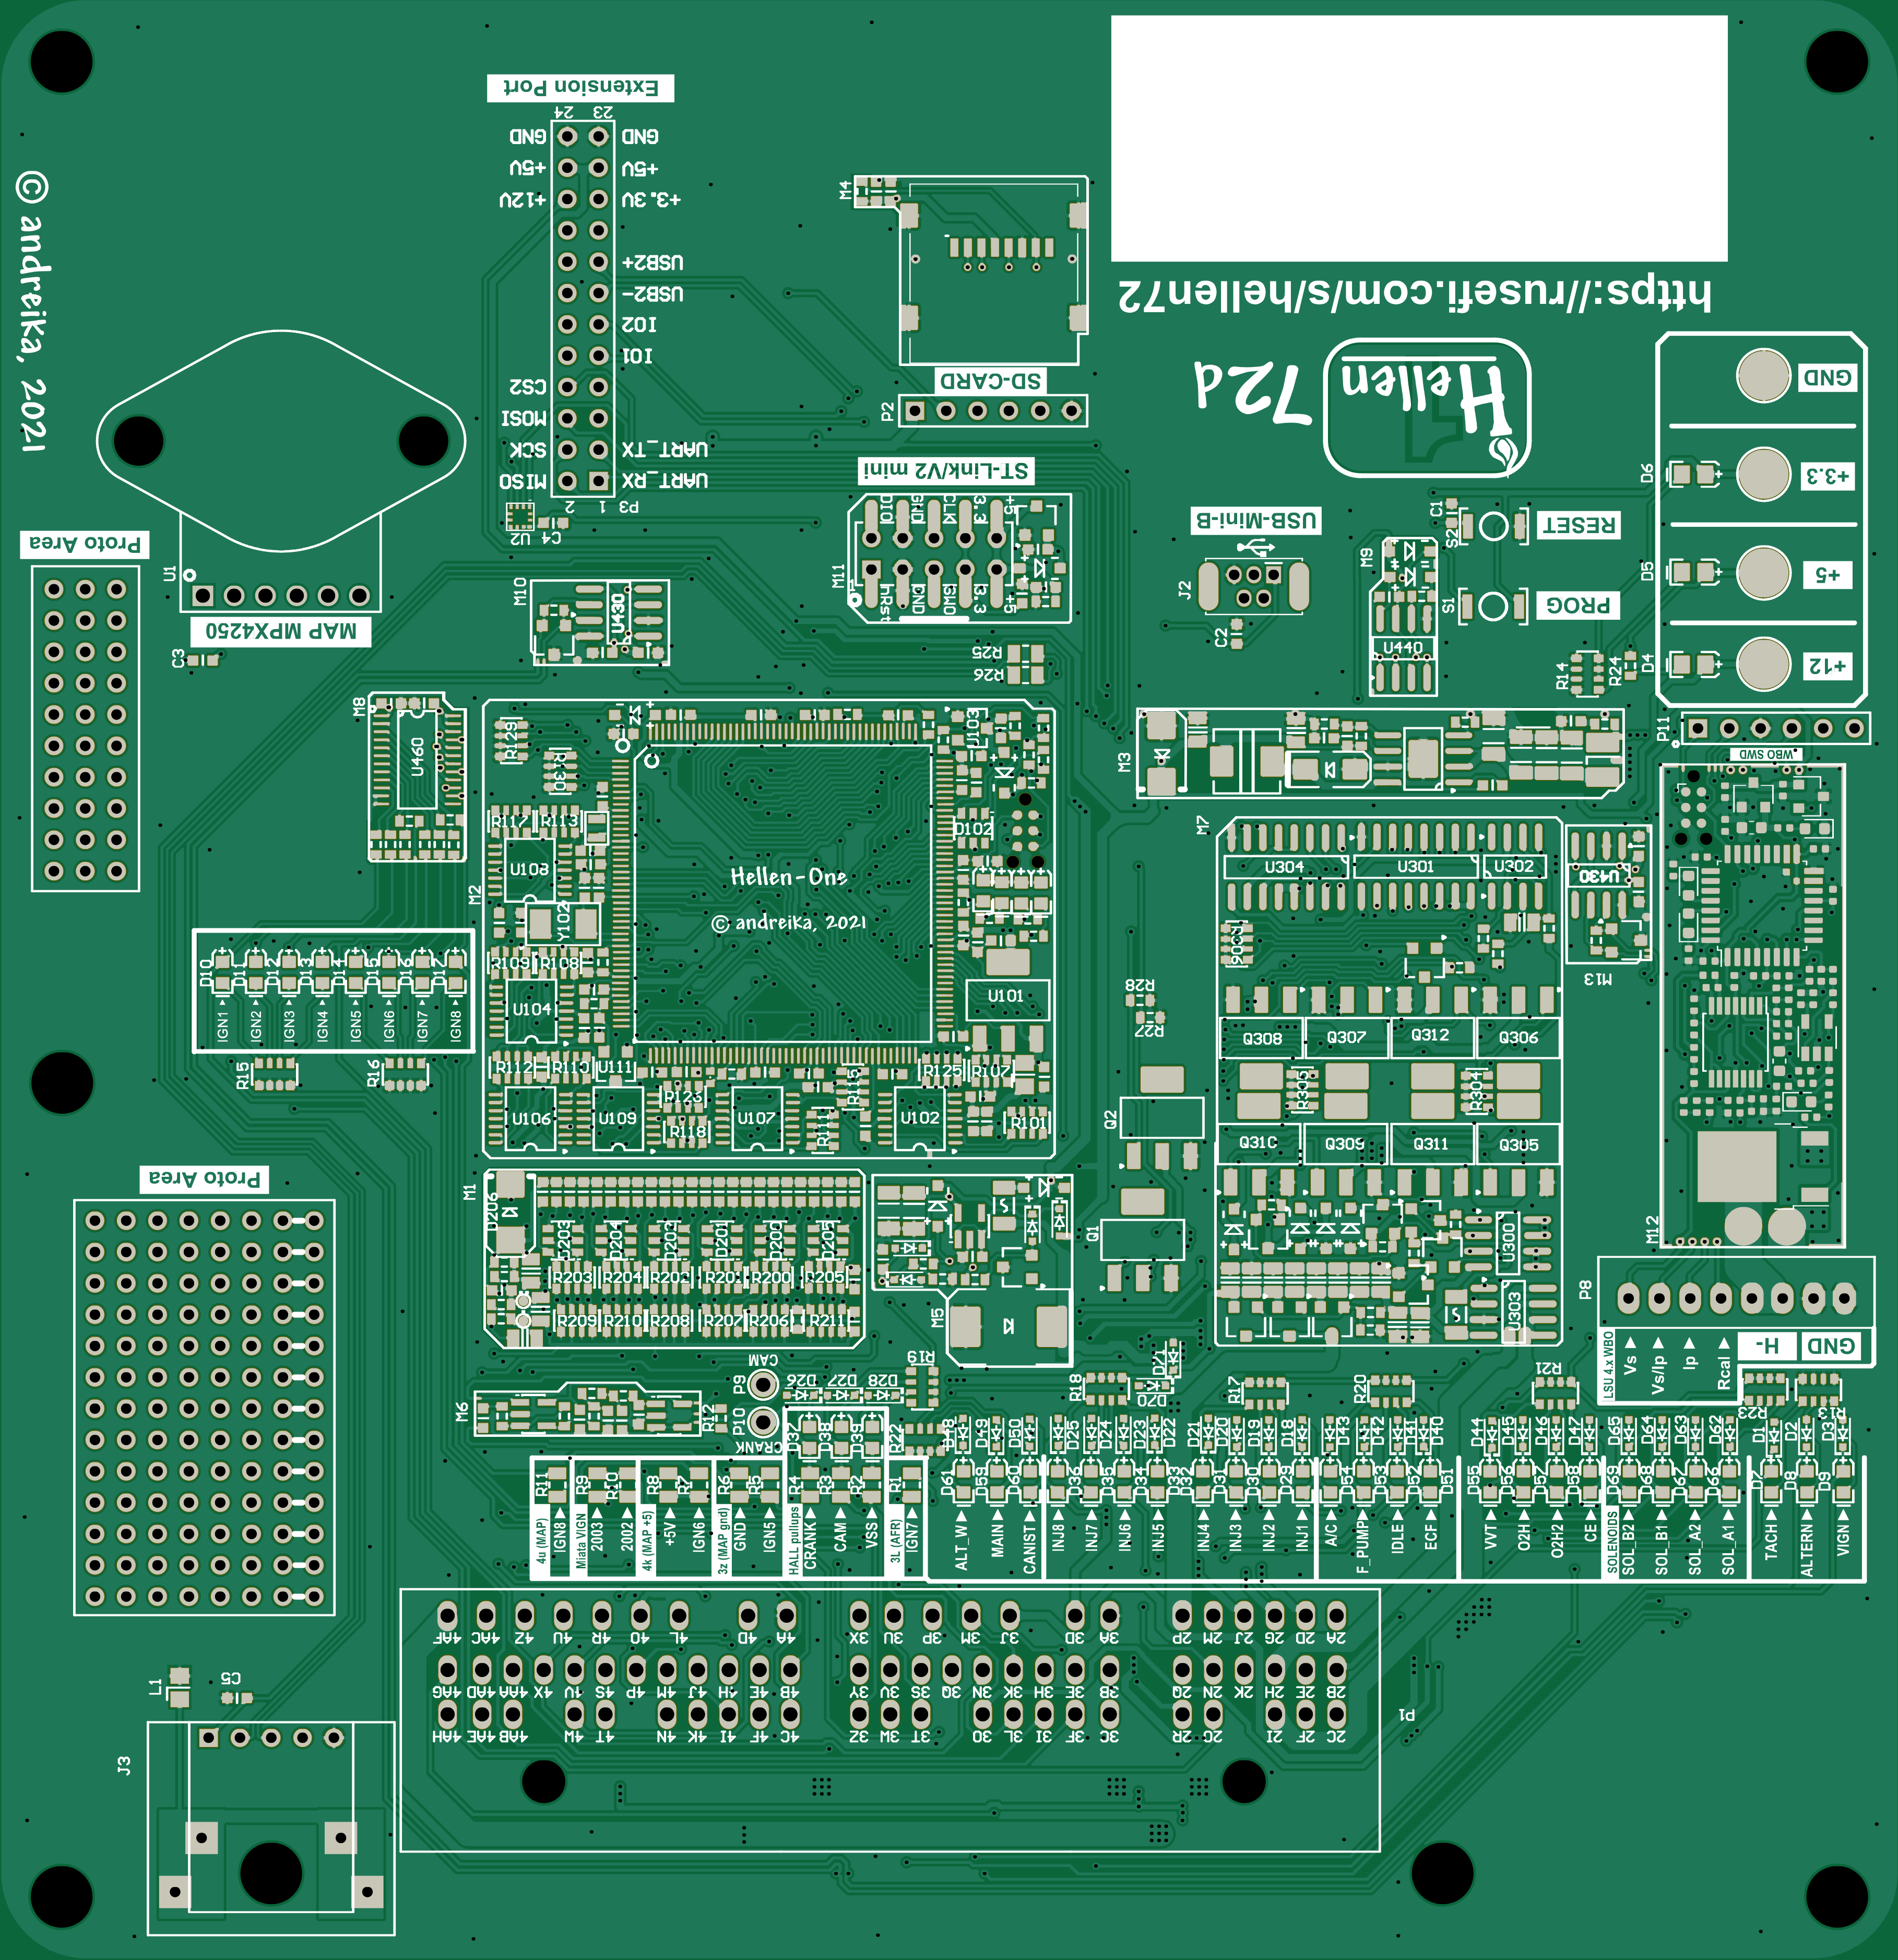 Extension Port
24 23
GND GND
+5V +5V
+12V +3.3V
USB2+
USB2-
IO2
IO1
CS2
MOSI
SCK UART_TX
MISO UART_RX
2 1 P3
U2 C4
© andreika, 2021
M4
SD-CARD
P2
https://rusefi.com/s/hellen72
Hellen
72d
GND
+3.3
+5
+12
D6
D5
D4
ST-Link/V2 mini
DIO GND CLK 3.3 +5
nRst GND GND 3.3 +5
M11
USB-Mini-B
J2
C2
M9
U440
C1
S2
RESET
S1
PROG
R14
R24
P11
WBO SWD
Proto Area
U1
MAP MPX4250
C3
M10
U430
R25
R26
M8
U460
M2
R129
R130
R117
R113
U108
Y102
R109
R108
U104
R112
R110
U111
U106
U109
R123
R118
U107
R111
R115
U102
R125
R107
R101
U101
D102
U103
Hellen-One
© andreika, 2021
M3
M7
U304
U301
U302
U430
M13
R28
R27
Q308
Q307
Q312
Q306
R305
R304
Q310
Q309
Q311
Q305
U300
U303
Q2
Q1
M12
D10 D11 D12 D13 D14 D15 D16 D17
IGN1 IGN2 IGN3 IGN4 IGN5 IGN6 IGN7 IGN8
R15
R16
Proto Area
M1
D206
D203 D204 D202 D201 D200 D205
R203 R204 R202 R201 R200 R205
R209 R210 R208 R207 R206 R211
M5
M6
CAM
P9
P10
CRANK
R12
D26 D27 D28
R19
R18
D71
D70
R17
R20
R21
P8
LSU 4.x WBO
Vs
Vs/Ip
Ip
Rcal
H-
GND
R23
R13
D37 D38 D39
R22
D48 D49 D50 D25 D24 D23 D22 D21 D20 D19 D18 D43 D42 D41 D40 D44 D45 D46 D47 D65 D64 D63 D62 D1 D2 D3
R11 R9 R10 R8 R7 R6 R5 R4 R3 R2 R1
D61 D59 D60 D36 D35 D34 D33 D32 D31 D30 D29 D54 D53 D52 D51 D55 D56 D57 D58 D69 D68 D67 D66 D7 D8 D9
4u (MAP)
IGN8
Miata VIGN
2003
2002
4k (MAP +5)
+5V
IGN6
3z (MAP gnd)
GND
IGN5
HALL pullups
CRANK
CAM
VSS
3L (AFR)
IGN7
ALT_W
MAIN
CANIST
INJ8
INJ7
INJ6
INJ5
INJ4
INJ3
INJ2
INJ1
A/C
F_PUMP
IDLE
ECF
VVT
O2H
O2H2
CE
SOLENOIDS
SOL_B2
SOL_B1
SOL_A2
SOL_A1
TACH
ALTERN
VIGN
4AF 4AC 4Z 4U 4R 4O 4L 4D 4A 3X 3U 3P 3M 3J 3D 3A 2P 2M 2J 2G 2D 2A
4AG 4AD 4AA 4X 4V 4S 4P 4M 4J 4H 4E 4B 3Y 3V 3S 3Q 3N 3K 3H 3E 3B 2Q 2N 2K 2H 2E 2B
4AH 4AE 4AB 4W 4T 4N 4K 4I 4F 4C 3Z 3W 3T 3O 3L 3I 3F 3C 2R 2O 2I 2F 2C
P1
L1
C5
J3